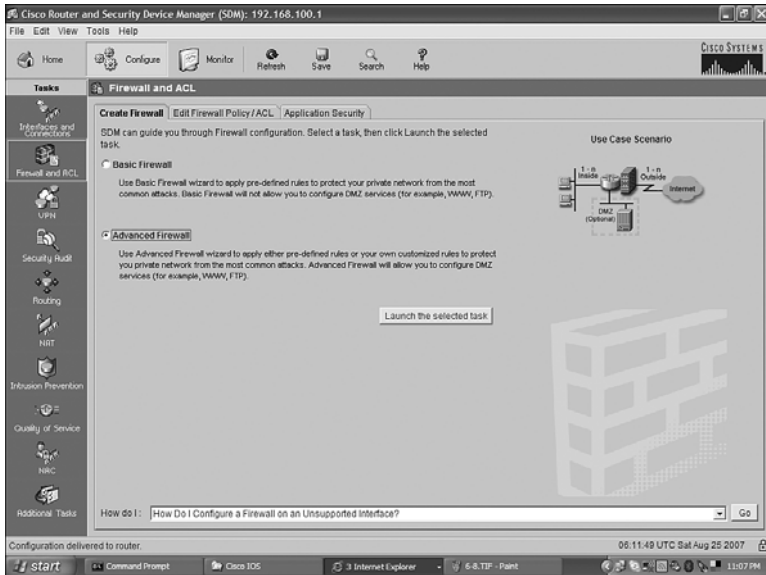 Cisco Router and Security Device Manager (SDM): 192.168.100.1
File Edit View Tools Help
Home
Configure
Monitor
Refresh
Save
Search
Help
CISCO SYSTEMS
Tasks
Firewall and ACL
Interfaces and Connections
Firewall and ACL
VPN
Security Audit
Routing
NAT
Intrusion Prevention
Quality of Service
NAC
Additional Tasks
Create Firewall
Edit Firewall Policy / ACL
Application Security
SDM can guide you through Firewall configuration. Select a task, then click Launch the selected
task.
Basic Firewall
Use Basic Firewall wizard to apply pre-defined rules to protect your private network from the most
common attacks. Basic Firewall will not allow you to configure DMZ services (for example, WWW, FTP).
Advanced Firewall
Use Advanced Firewall wizard to apply either pre-defined rules or your own customized rules to protect
you private network from the most common attacks. Advanced Firewall will allow you to configure DMZ
services (for example, WWW, FTP).
Launch the selected task
Use Case Scenario
1 - n
Inside
1 - n
Outside
Internet
DMZ
(Optional)
How do I :
How Do I Configure a Firewall on an Unsupported Interface?
Go
Configuration delivered to router.
06:11:49 UTC Sat Aug 25 2007
start
Command Prompt
Cisco IOS
3 Internet Explorer
6-8.TIF - Paint
11:07 PM